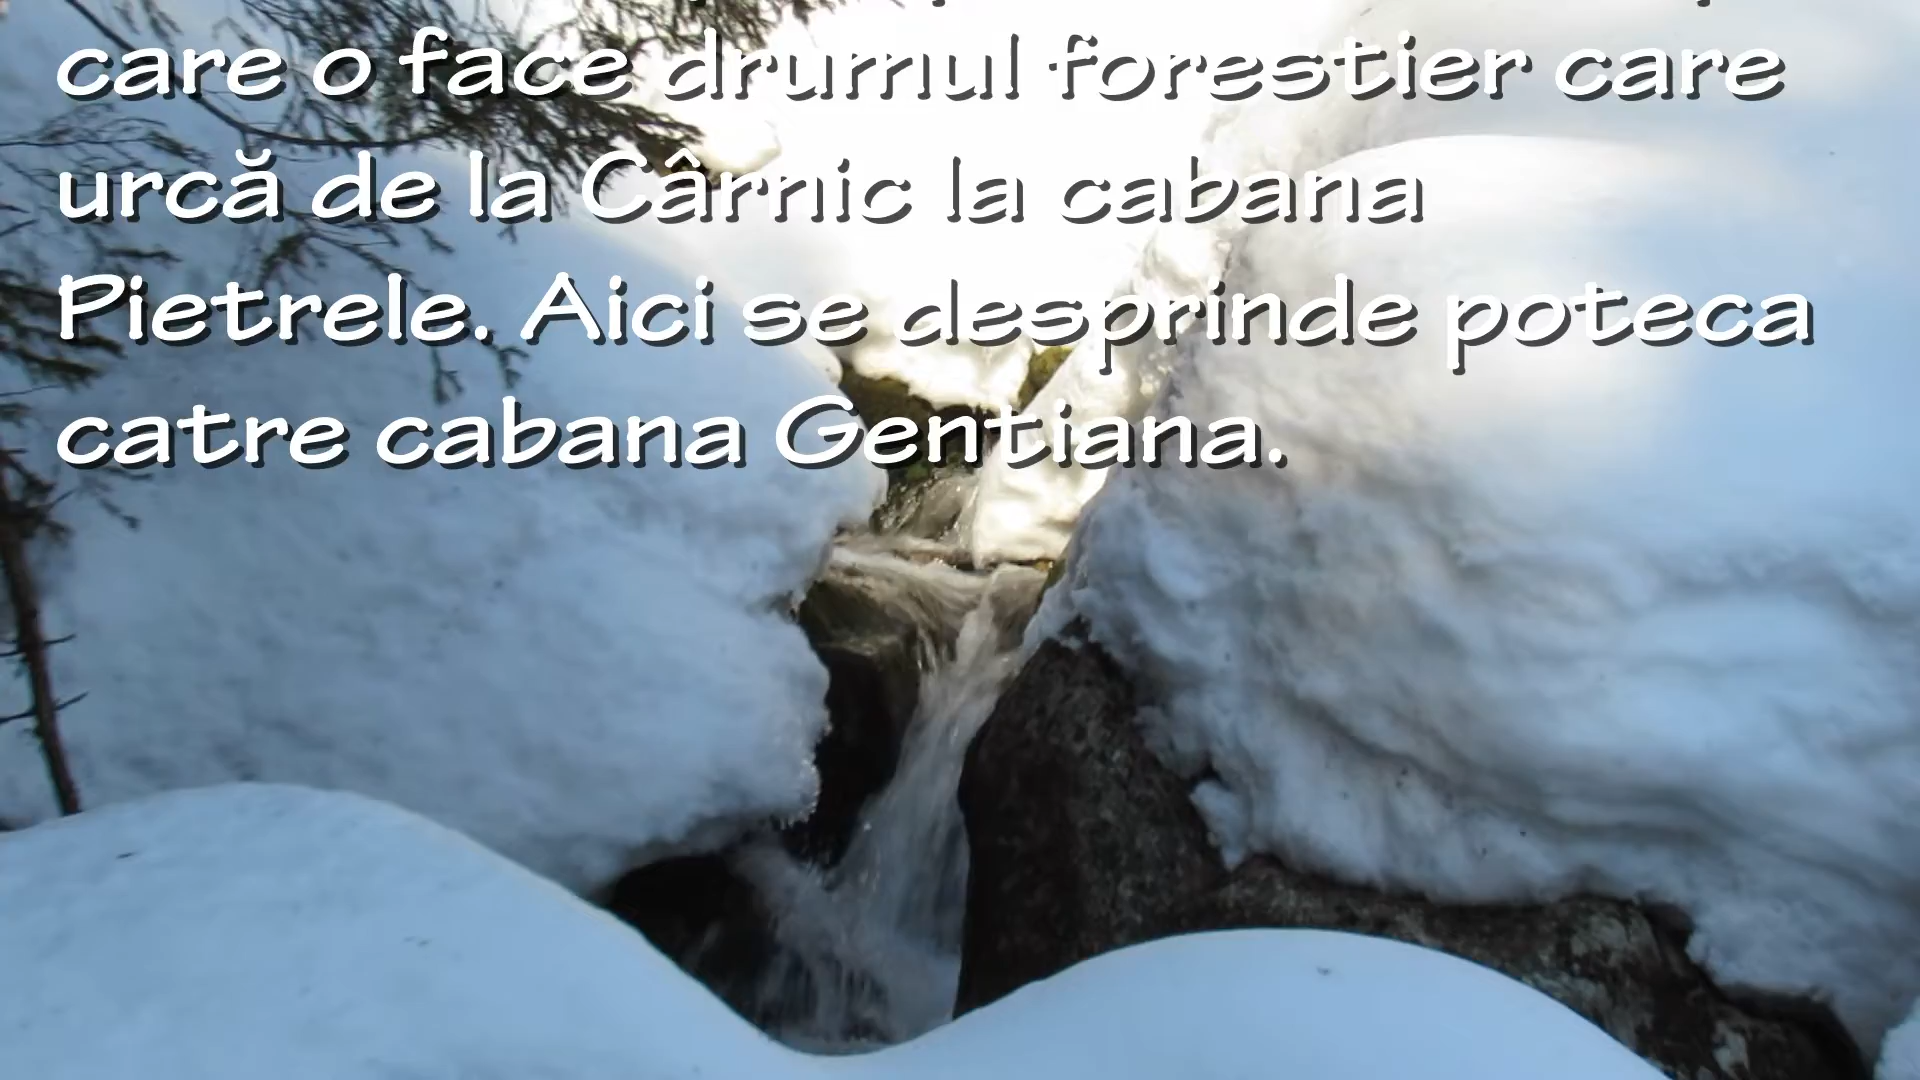 care o face drumul forestier care
urcă de la Cârnic la cabana
Pietrele. Aici se desprinde poteca
catre cabana Gentiana.